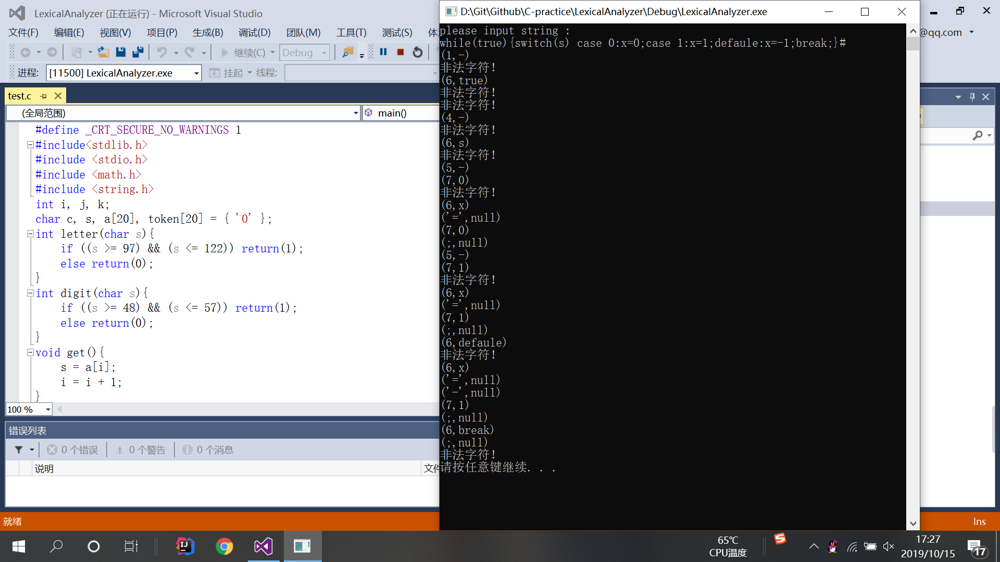 LexicalAnalyzer (正在运行) - Microsoft Visual Studio
文件(F) 编辑(E) 视图(V) 项目(P) 生成(B) 调试(D) 团队(M) 工具(T) 测试(S) 体
@qq.com
继续(C) Debug
进程: [11500] LexicalAnalyzer.exe 挂起 线程:
test.c
(全局范围) main()
#define _CRT_SECURE_NO_WARNINGS 1
#include<stdlib.h>
#include <stdio.h>
#include <math.h>
#include <string.h>
int i, j, k;
char c, s, a[20], token[20] = { '0' };
int letter(char s){
if ((s >= 97) && (s <= 122)) return(1);
else return(0);
}
int digit(char s){
if ((s >= 48) && (s <= 57)) return(1);
else return(0);
}
void get(){
s = a[i];
i = i + 1;
}
100 %
错误列表
0 个错误 0 个警告 0 个消息
说明 文件
就绪
Ins
D:\Git\Github\C-practice\LexicalAnalyzer\Debug\LexicalAnalyzer.exe
please input string :
while(true){switch(s) case 0:x=0;case 1:x=1;defaule:x=-1;break;}#
(1,-)
非法字符!
(6,true)
非法字符!
非法字符!
(4,-)
非法字符!
(6,s)
非法字符!
(5,-)
(7,0)
非法字符!
(6,x)
('=',null)
(7,0)
(;,null)
(5,-)
(7,1)
非法字符!
(6,x)
('=',null)
(7,1)
(;,null)
(6,defaule)
非法字符!
(6,x)
('=',null)
('-',null)
(7,1)
(;,null)
(6,break)
(;,null)
非法字符!
请按任意键继续. . .
65℃
CPU温度
17:27
2019/10/15
17